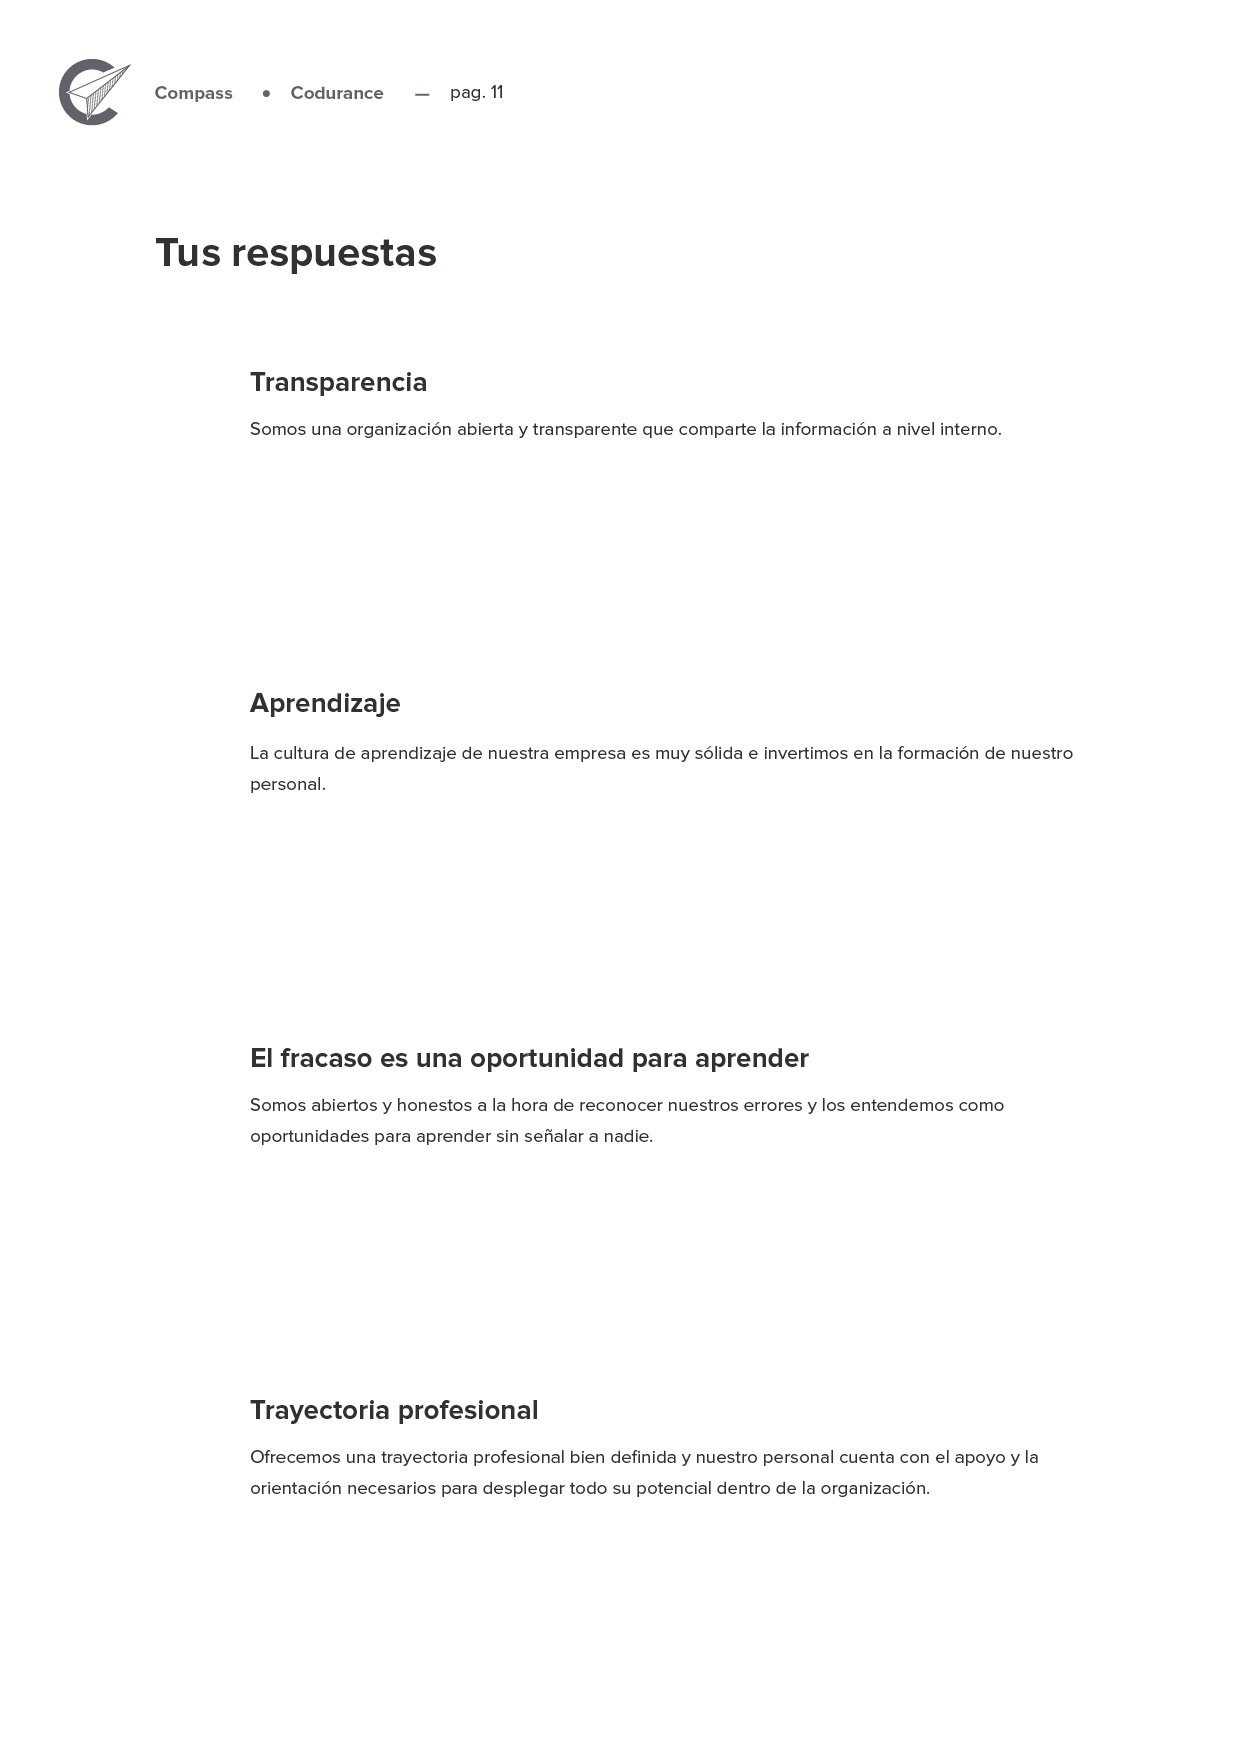 Compass • Codurance — pag. 11
Tus respuestas
Transparencia
Somos una organización abierta y transparente que comparte la información a nivel interno.
Aprendizaje
La cultura de aprendizaje de nuestra empresa es muy sólida e invertimos en la formación de nuestro
personal.
El fracaso es una oportunidad para aprender
Somos abiertos y honestos a la hora de reconocer nuestros errores y los entendemos como
oportunidades para aprender sin señalar a nadie.
Trayectoria profesional
Ofrecemos una trayectoria profesional bien definida y nuestro personal cuenta con el apoyo y la
orientación necesarios para desplegar todo su potencial dentro de la organización.